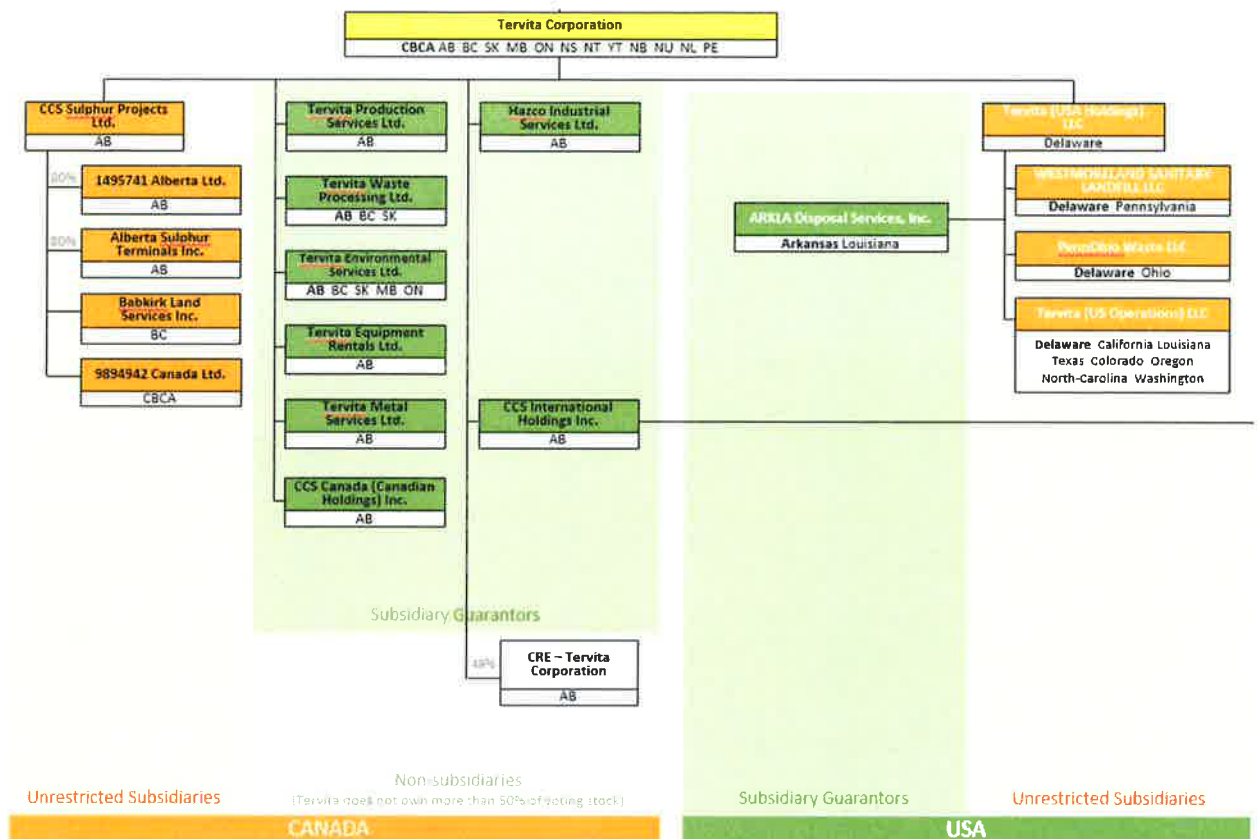 Tervita Corporation
CBCA AB BC SK MB ON NS NT YT NB NU NL PE
CCS Sulphur Projects
Ltd.
AB
80%
1495741 Alberta Ltd.
AB
80%
Alberta Sulphur
Terminals Inc.
AB
Babkirk Land
Services Inc.
BC
9894942 Canada Ltd.
CBCA
Tervita Production
Services Ltd.
AB
Tervita Waste
Processing Ltd.
AB BC SK
Tervita Environmental
Services Ltd.
AB BC SK MB ON
Tervita Equipment
Rentals Ltd.
AB
Tervita Metal
Services Ltd.
AB
CCS Canada (Canadian
Holdings) Inc.
AB
Hazco Industrial
Services Ltd.
AB
CCS International
Holdings Inc.
AB
Subsidiary Guarantors
49%
CRE – Tervita
Corporation
AB
ARKLA Disposal Services, Inc.
Arkansas Louisiana
Tervita (USA Holdings)
LLC
Delaware
WESTMORELAND SANITARY
LANDFILL LLC
Delaware Pennsylvania
PennOhio Waste LLC
Delaware Ohio
Tervita (US Operations) LLC
Delaware California Louisiana
Texas Colorado Oregon
North-Carolina Washington
Unrestricted Subsidiaries
Non-subsidiaries
(Tervita does not own more than 50% of voting stock)
Subsidiary Guarantors
Unrestricted Subsidiaries
CANADA
USA